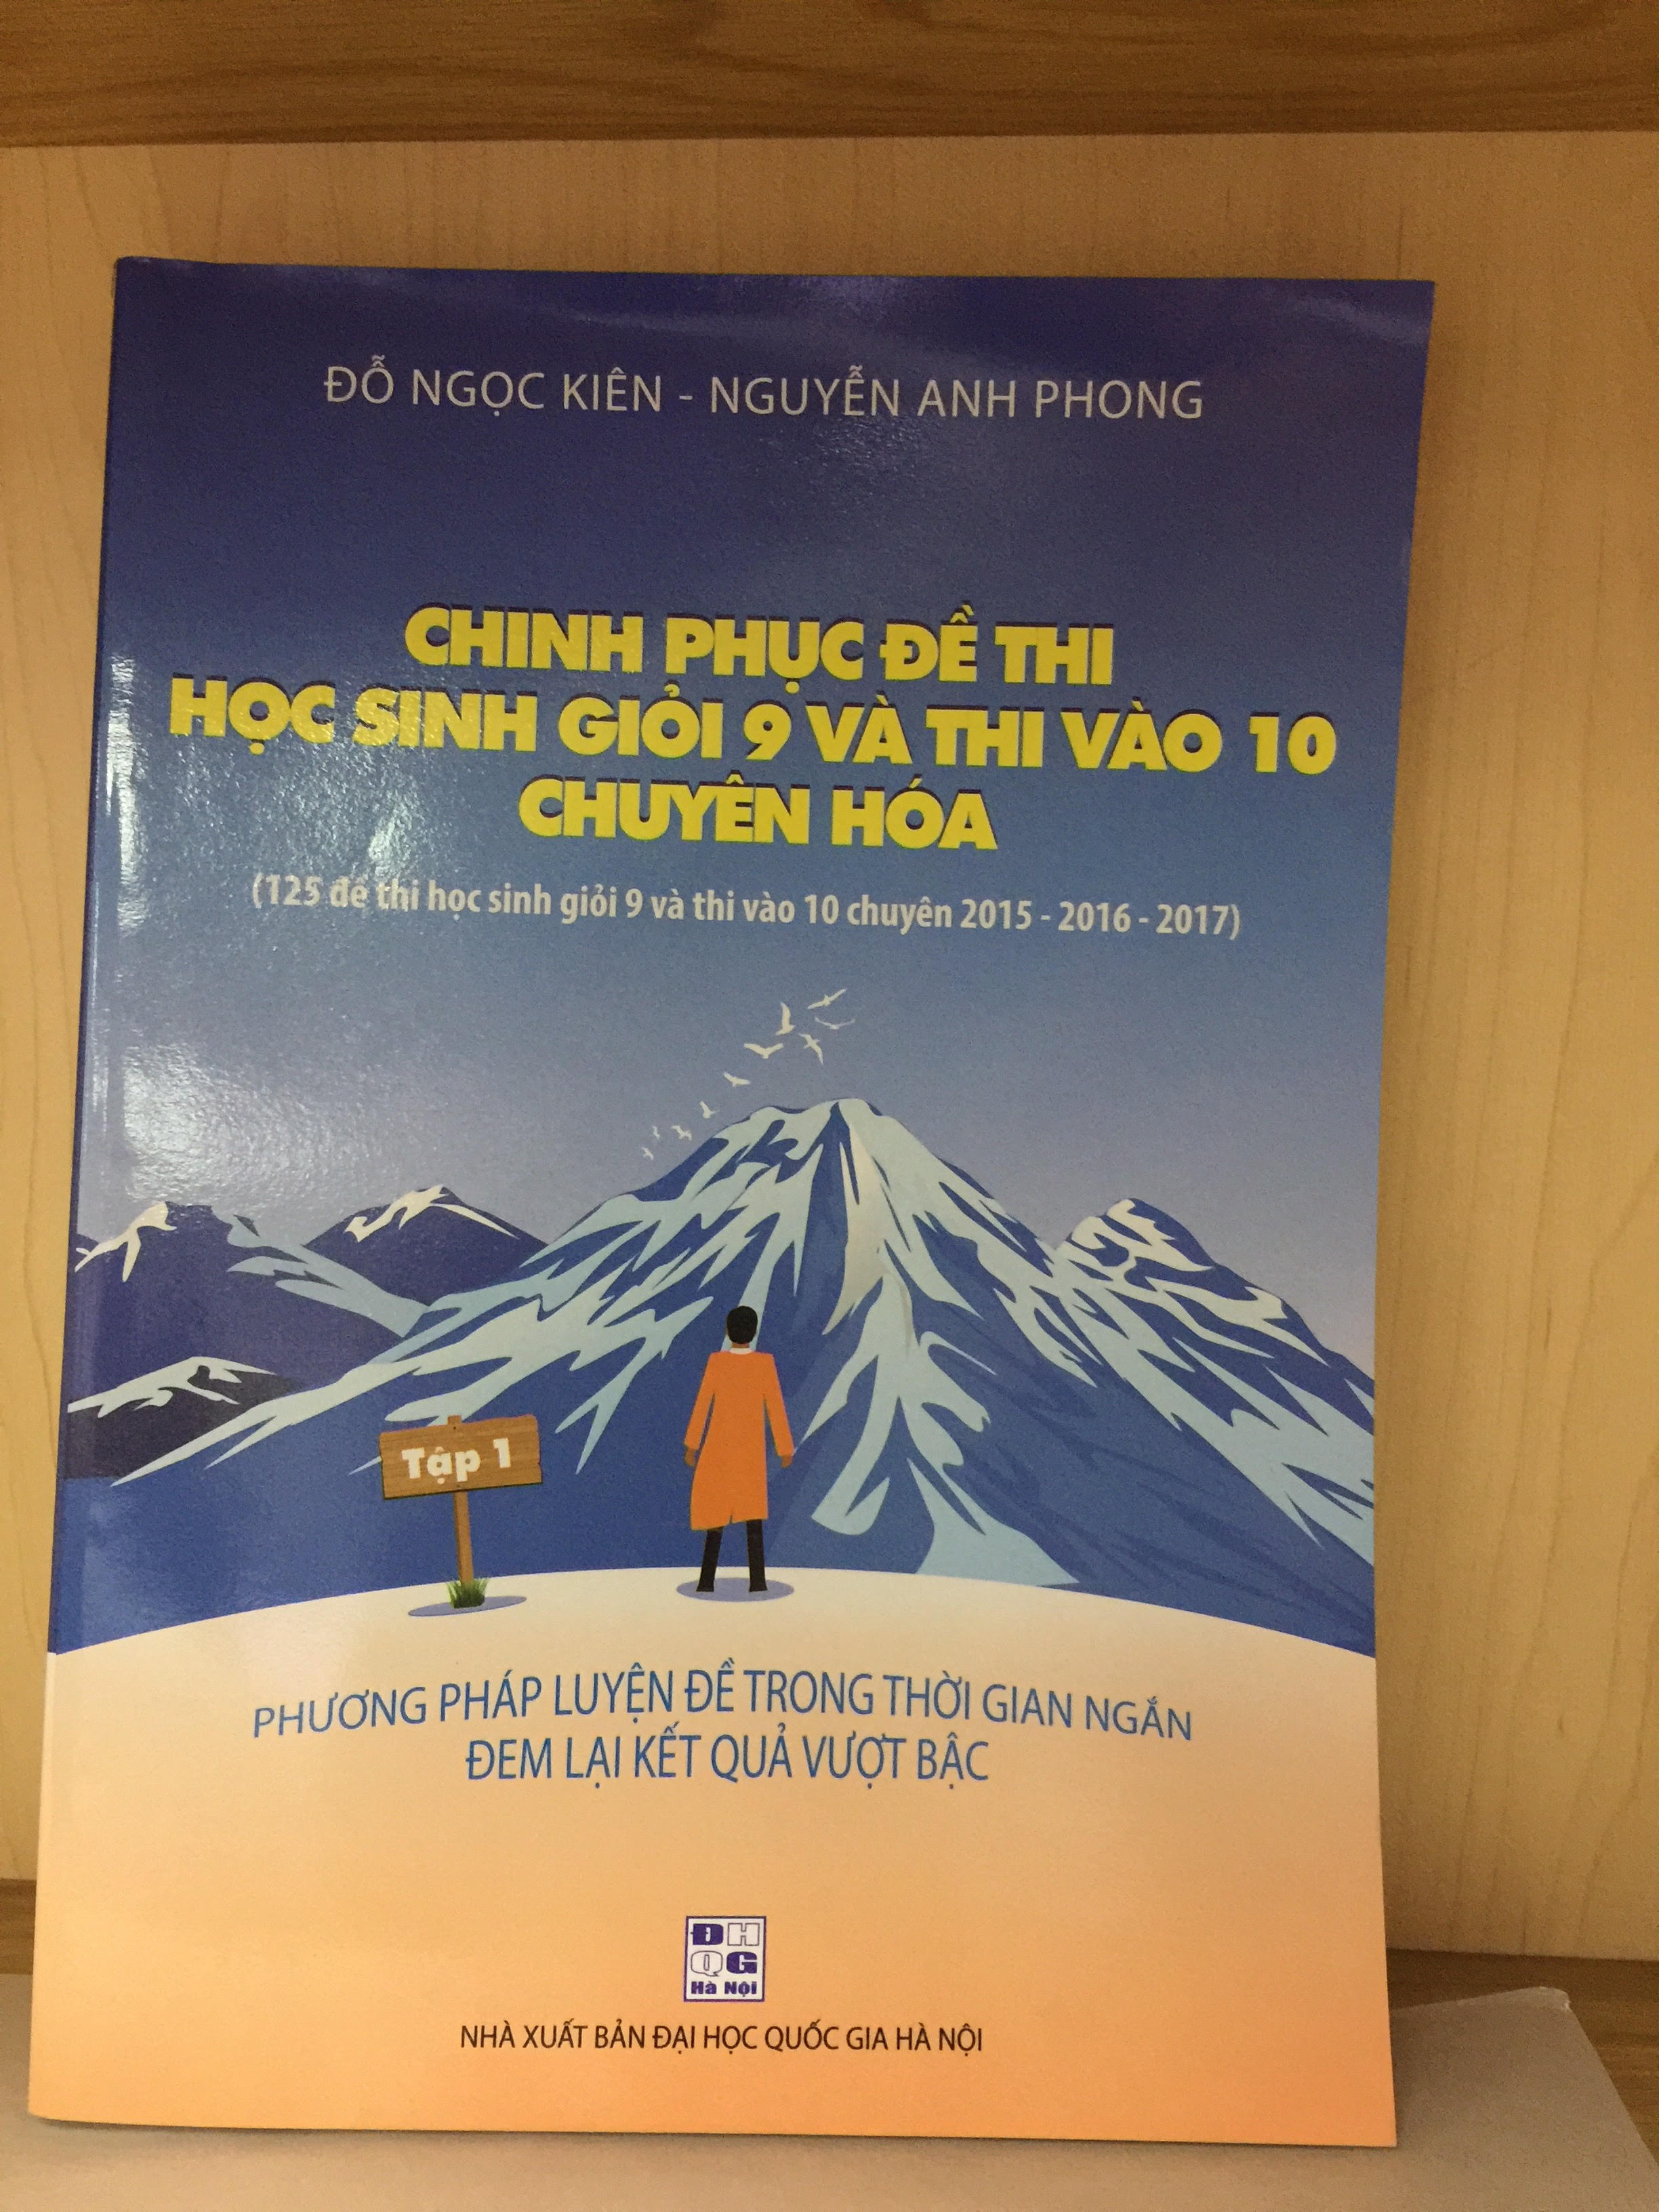 ĐỖ NGỌC KIÊN - NGUYỄN ANH PHONG
CHINH PHỤC ĐỀ THI
HỌC SINH GIỎI 9 VÀ THI VÀO 10
CHUYÊN HÓA
(125 đề thi học sinh giỏi 9 và thi vào 10 chuyên 2015 - 2016 - 2017)
Tập 1
PHƯƠNG PHÁP LUYỆN ĐỀ TRONG THỜI GIAN NGẮN
ĐEM LẠI KẾT QUẢ VƯỢT BẬC
ĐH
QG
Hà Nội
NHÀ XUẤT BẢN ĐẠI HỌC QUỐC GIA HÀ NỘI